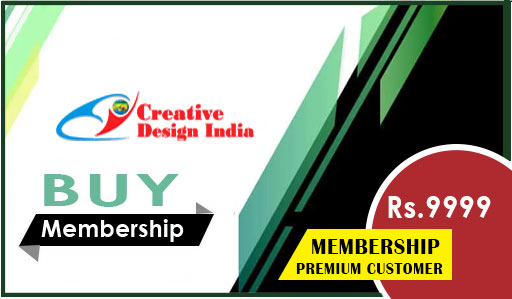 Creative
Design India
BUY
Membership
Rs.9999
MEMBERSHIP
PREMIUM CUSTOMER